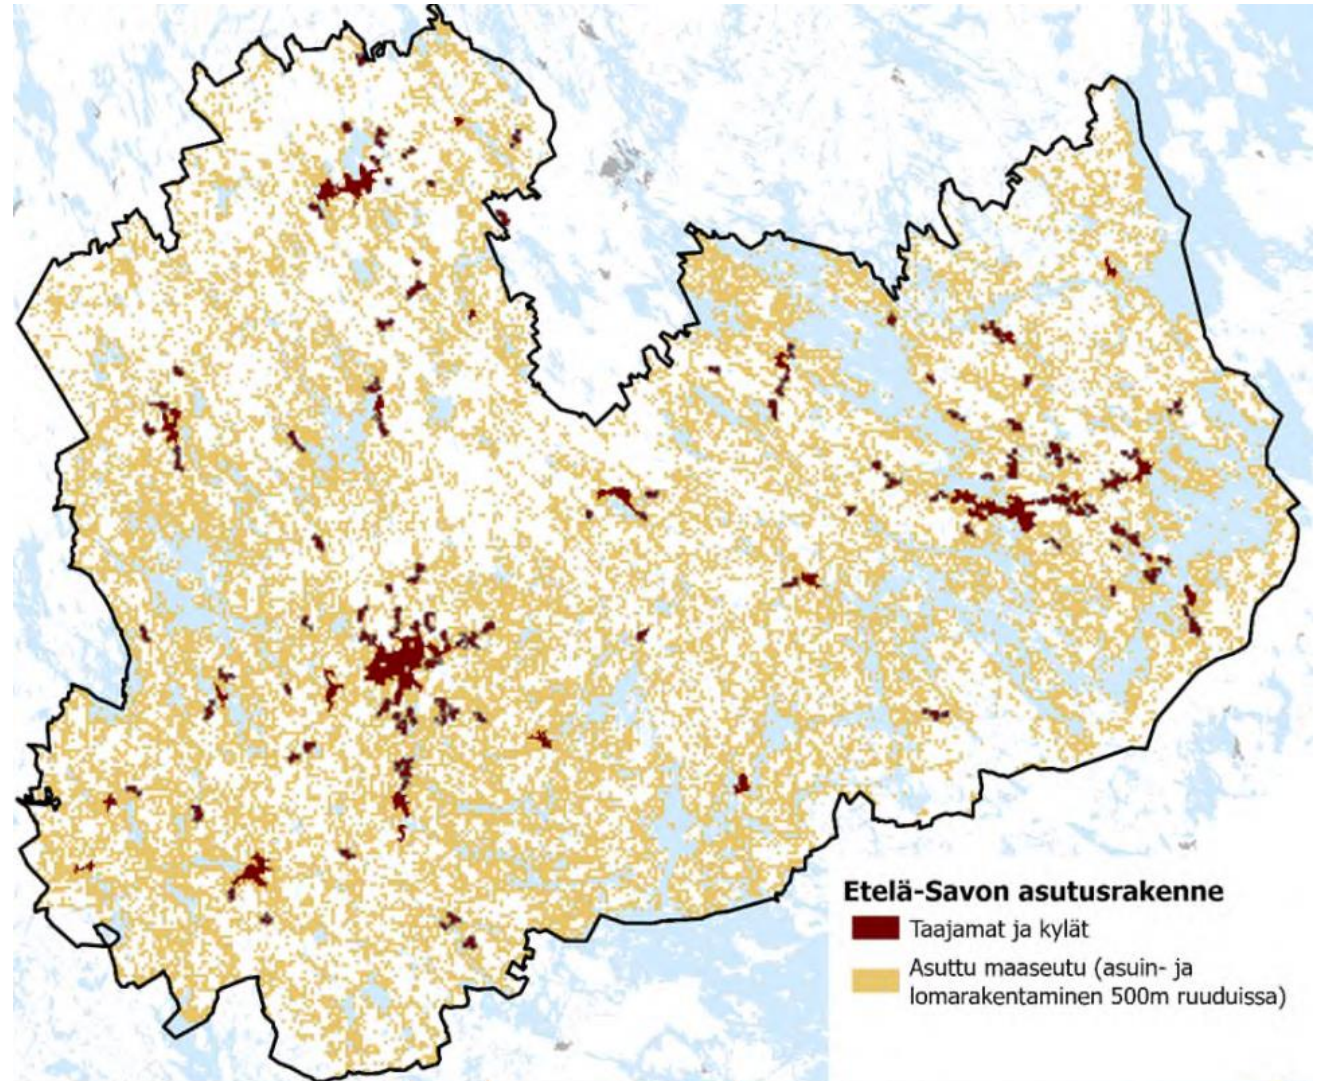 Etelä-Savon asutusrakenne
Taajamat ja kylät
Asuttu maaseutu (asuin- ja
lomarakentaminen 500m ruuduissa)